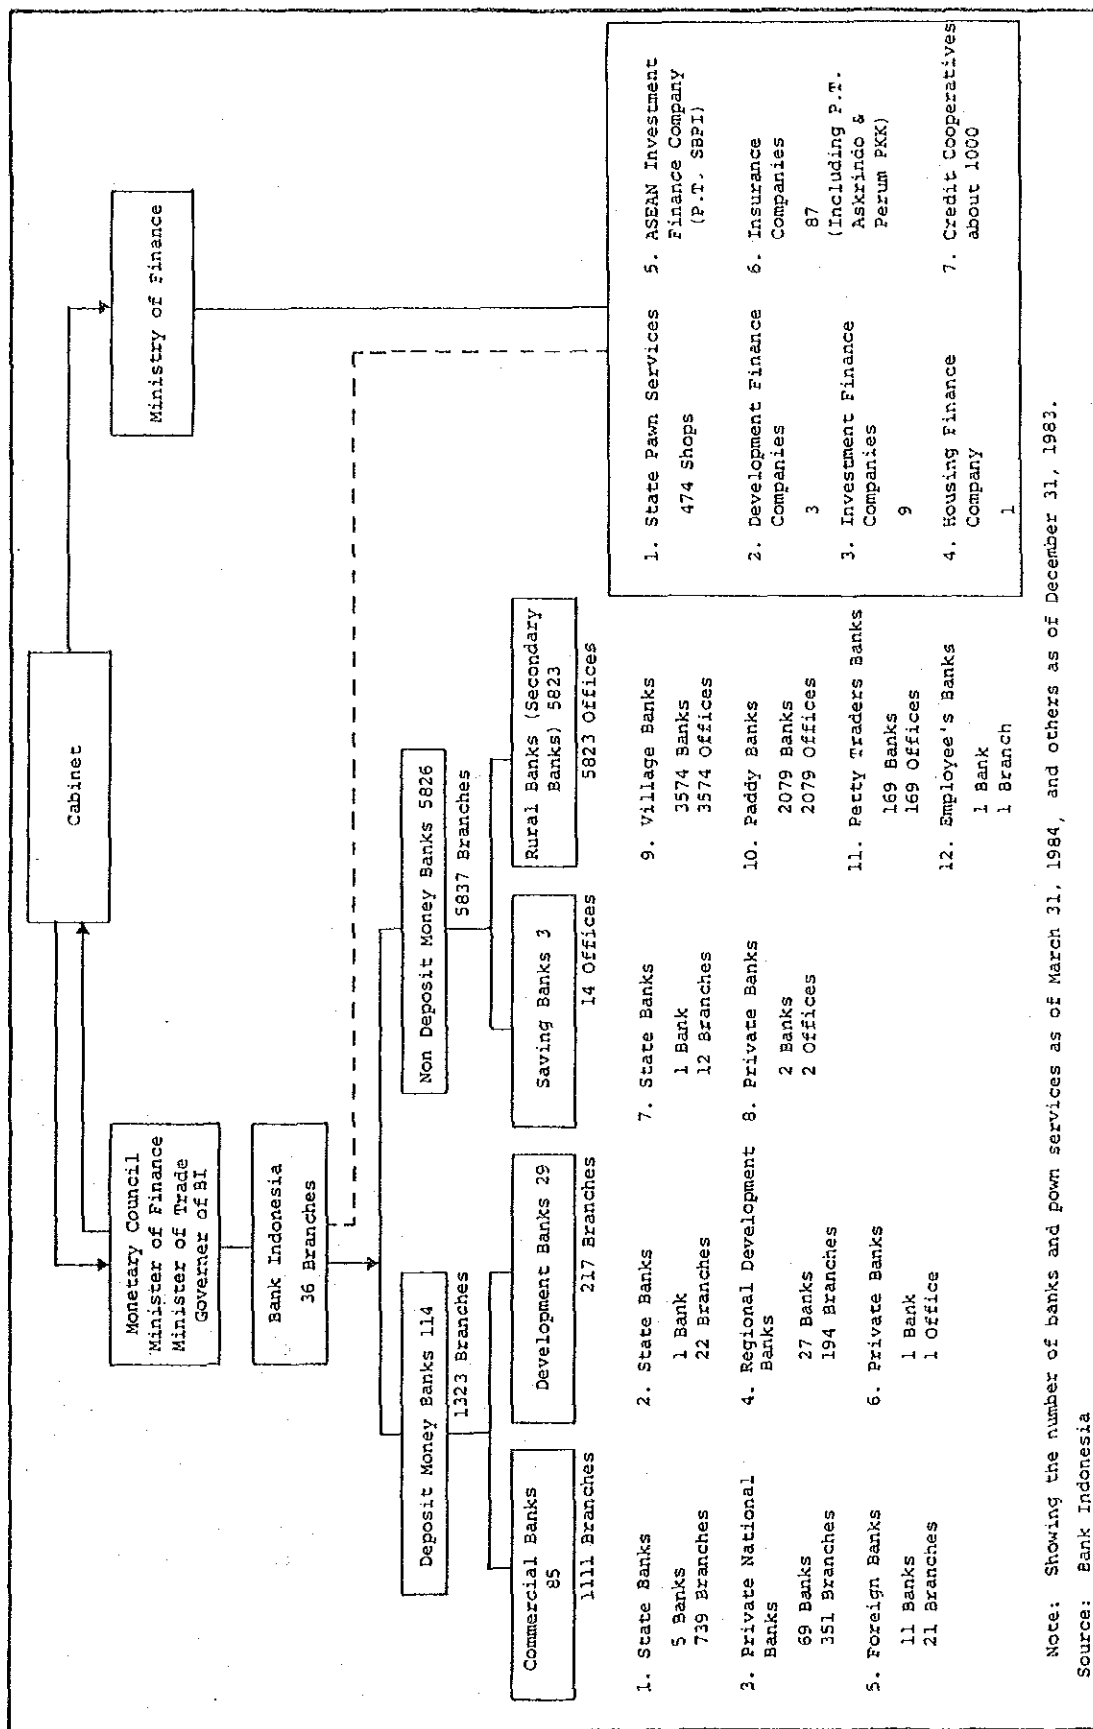 Cabinet
Monetary Council
Minister of Finance
Minister of Trade
Governer of BI
Ministry of Finance
Bank Indonesia
36 Branches
Deposit Money Banks 114
1323 Branches
Non Deposit Money Banks 5826
5837 Branches
Commercial Banks
85
1111 Branches
Development Banks 29
217 Branches
Saving Banks 3
14 Offices
Rural Banks (Secondary
Banks) 5823
5823 Offices
1. State Banks
5 Banks
739 Branches
3. Private National
Banks
69 Banks
351 Branches
5. Foreign Banks
11 Banks
21 Branches
2. State Banks
1 Bank
22 Branches
4. Regional Development
Banks
27 Banks
194 Branches
6. Private Banks
1 Bank
1 Office
7. State Banks
1 Bank
12 Branches
8. Private Banks
2 Banks
2 Offices
9. Village Banks
3574 Banks
3574 Offices
10. Paddy Banks
2079 Banks
2079 Offices
11. Petty Traders Banks
169 Banks
169 Offices
12. Employee's Banks
1 Bank
1 Branch
1. State Pawn Services
474 Shops
2. Development Finance
Companies
3
3. Investment Finance
Companies
9
4. Housing Finance
Company
1
5. ASEAN Investment
Finance Company
(P.T. SBPI)
6. Insurance
Companies
87
(Including P.T.
Askrindo &
Perum PKK)
7. Credit Cooperatives
about 1000
Note: Showing the number of banks and pown services as of March 31, 1984, and others as of December 31, 1983.
Source: Bank Indonesia